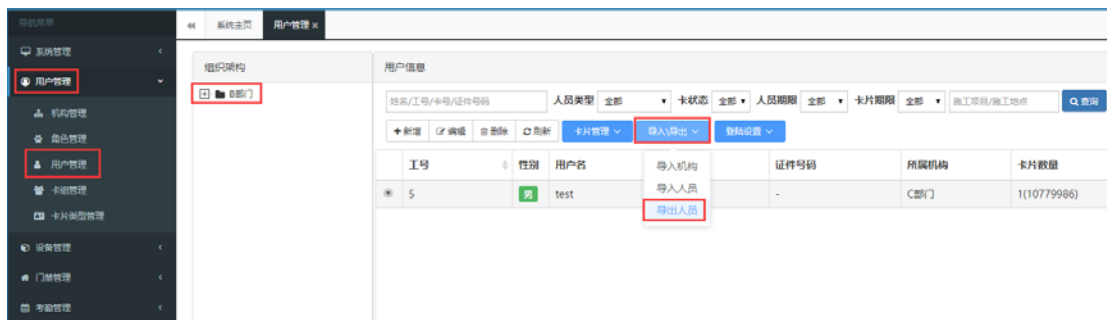 导航菜单
系统主页
用户管理 ×
系统管理
用户管理
机构管理
角色管理
用户管理
卡组管理
卡片类型管理
设备管理
门禁管理
考勤管理
组织架构
B部门
用户信息
姓名/工号/卡号/证件号码 人员类型 全部 卡状态 全部 人员期限 全部 卡片期限 全部 施工项目/施工地点 查询
新增 编辑 删除 刷新 卡片管理 导入\导出 登陆设置
导入机构
导入人员
导出人员
工号 性别 用户名 证件号码 所属机构 卡片数量
5 男 test - C部门 1(10779986)